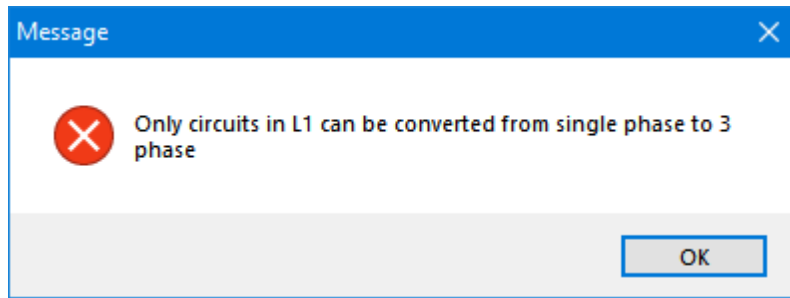 Message
Only circuits in L1 can be converted from single phase to 3
phase
OK